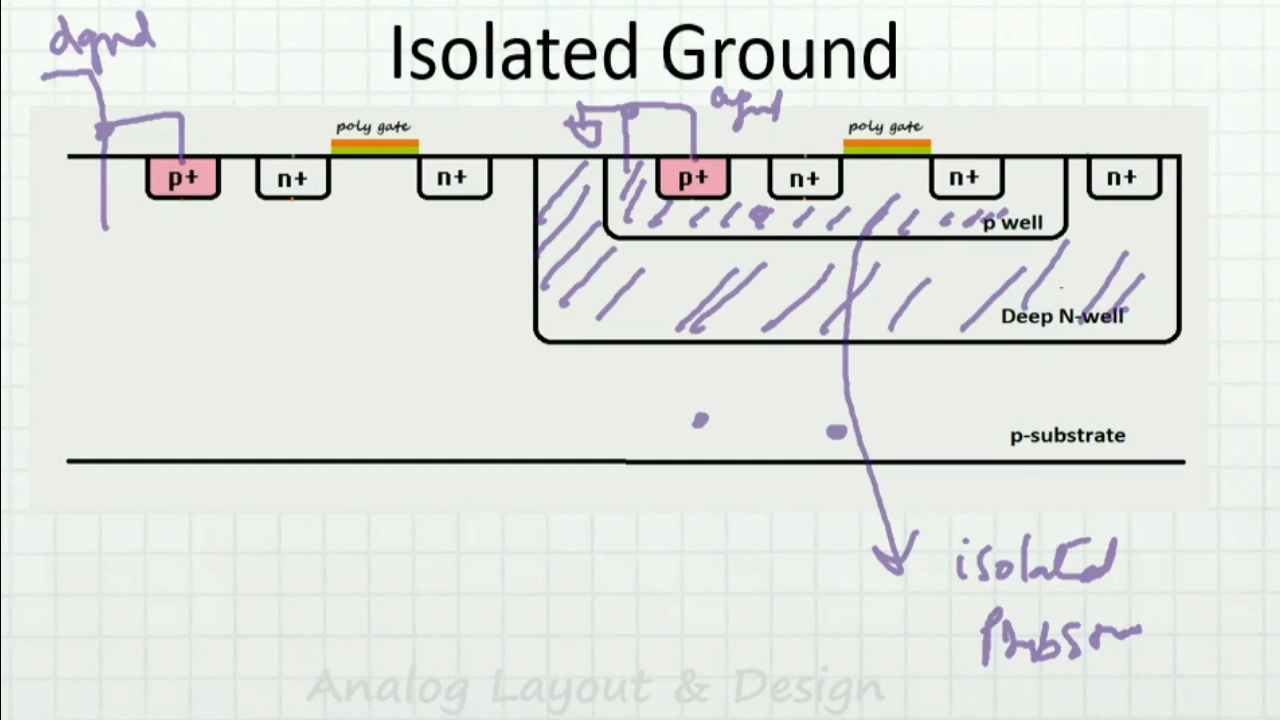 Isolated Ground
dgnd
agnd
poly gate
poly gate
p+
n+
n+
p+
n+
n+
n+
p well
Deep N-well
p-substrate
isolated
Analog Layout & Design